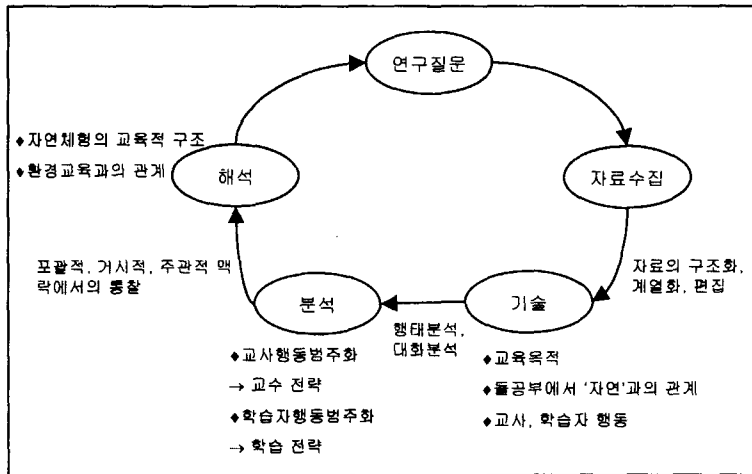 연구질문
◆자연체험의 교육적 구조
◆환경교육과의 관계
해석
자료수집
포괄적, 거시적, 주관적 맥
락에서의 통찰
자료의 구조화,
계열화, 편집
분석
기술
행태분석,
대화분석
◆교사행동범주화
→ 교수 전략
◆학습자행동범주화
→ 학습 전략
◆교육목적
◆들공부에서 '자연'과의 관계
◆교사, 학습자 행동